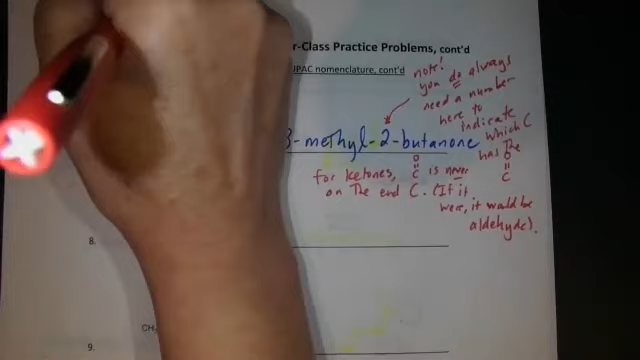 r-Class Practice Problems, cont'd
UPAC nomenclature, cont'd
note!
you do always
need a number
here to
indicate
which C
has the
O
C
3-methyl-2-butanone
O
for ketones, C is never
on the end C. (If it
were, it would be
aldehyde).
8.
CH
9.